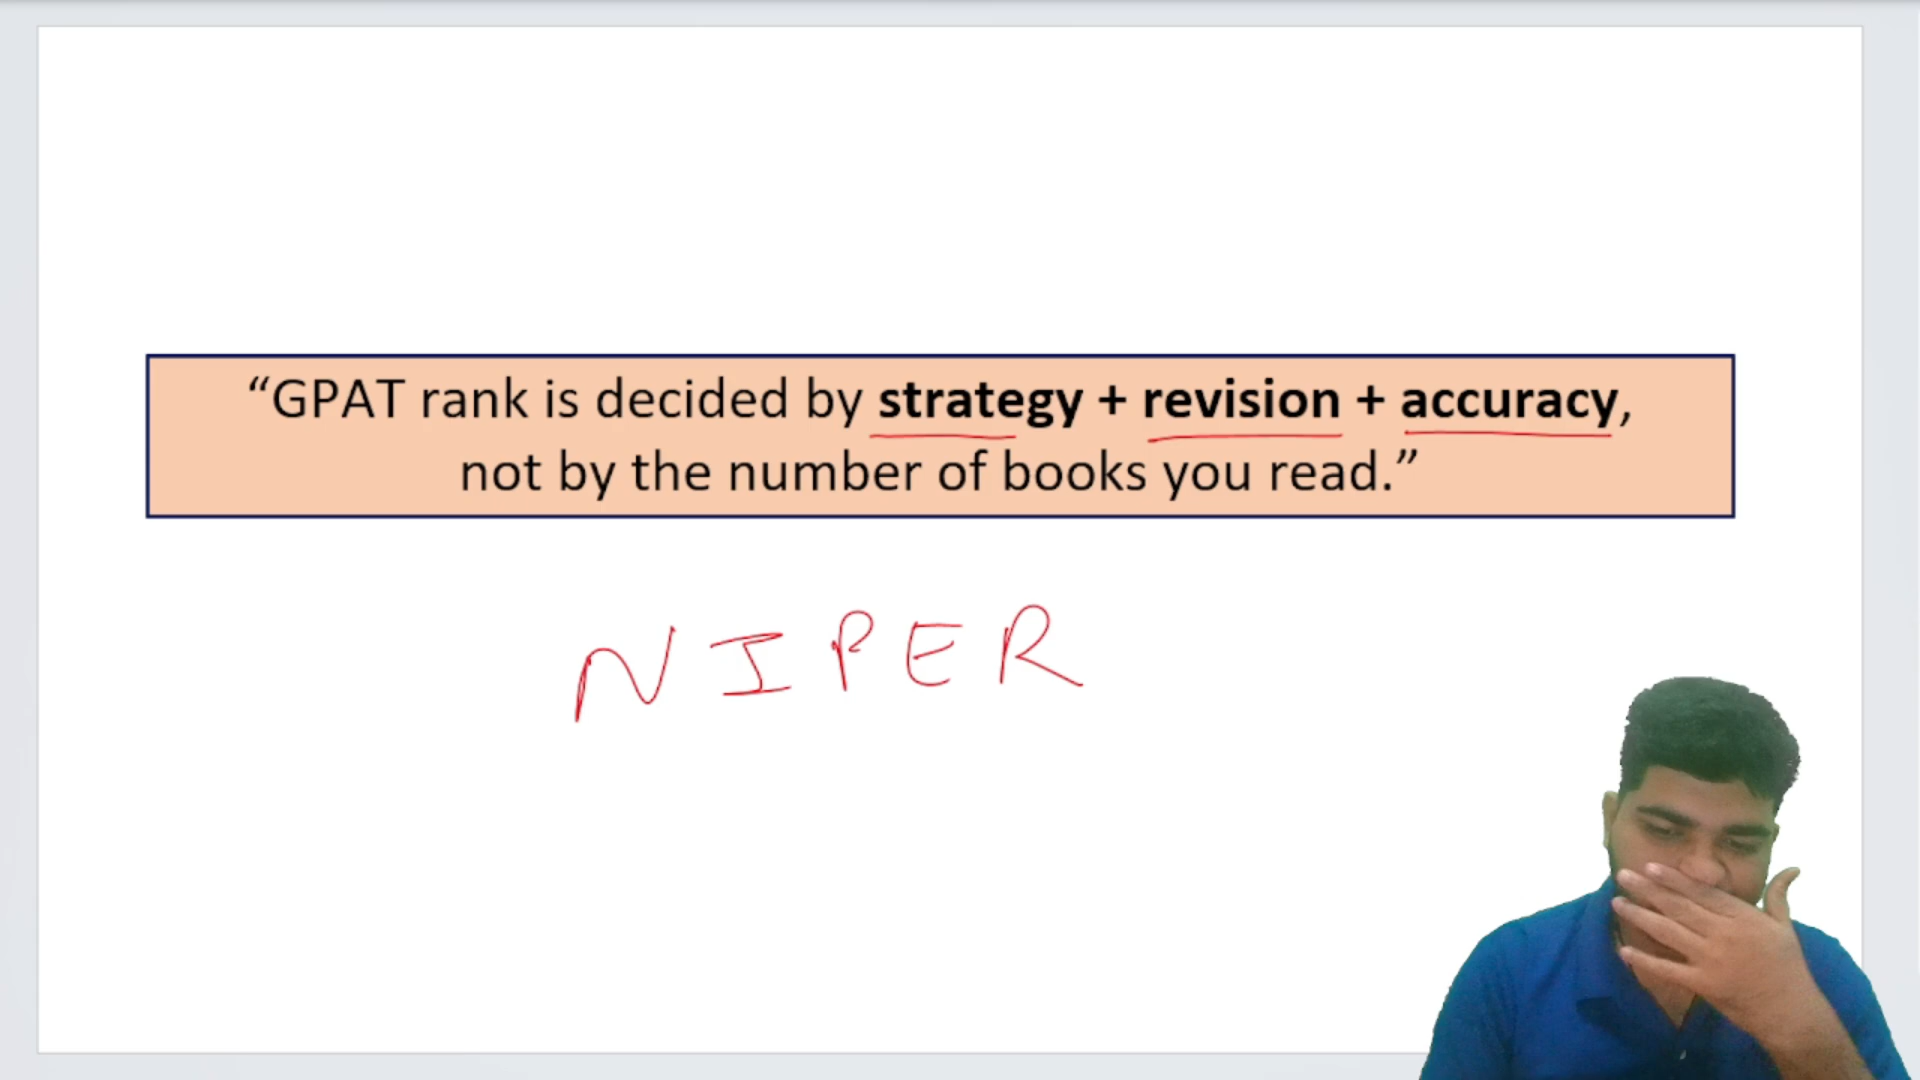 “GPAT rank is decided by strategy + revision + accuracy,
not by the number of books you read.”
NIPER